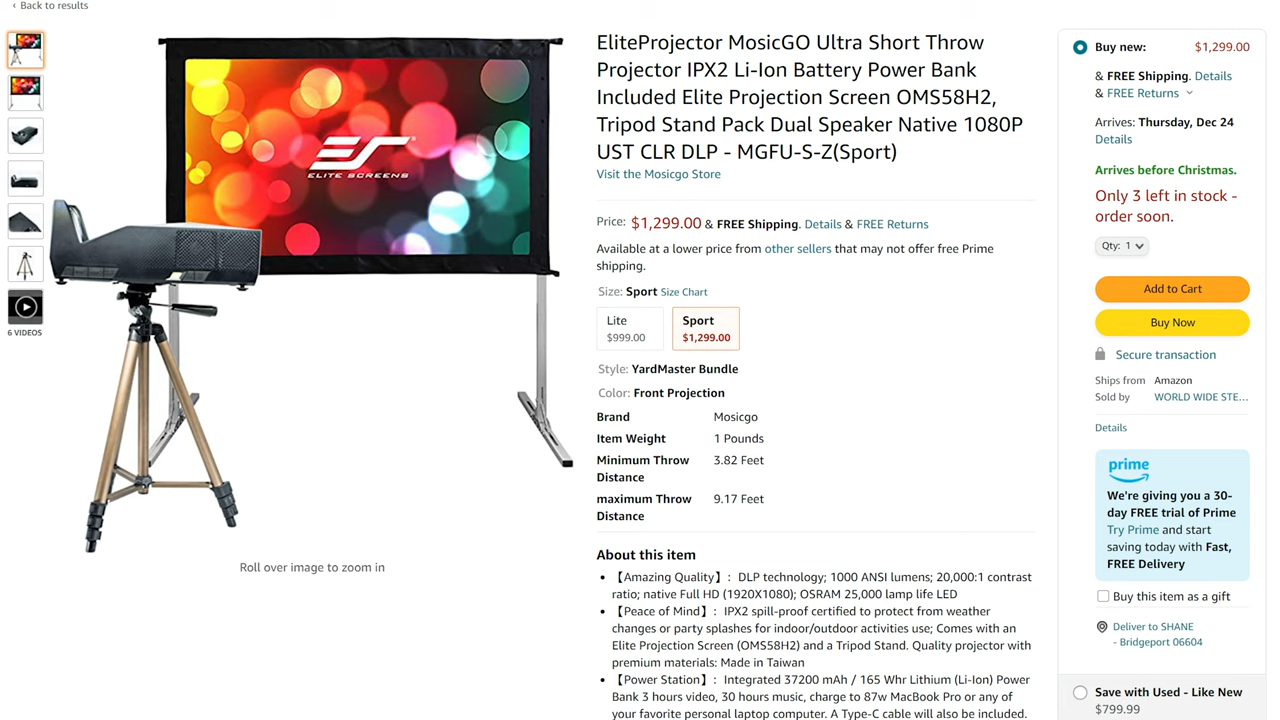 ‹ Back to results
6 VIDEOS
ES
ELITE SCREENS
Roll over image to zoom in
EliteProjector MosicGO Ultra Short Throw
Projector IPX2 Li-Ion Battery Power Bank
Included Elite Projection Screen OMS58H2,
Tripod Stand Pack Dual Speaker Native 1080P
UST CLR DLP - MGFU-S-Z(Sport)
Visit the Mosicgo Store
Price: $1,299.00 & FREE Shipping. Details & FREE Returns
Available at a lower price from other sellers that may not offer free Prime
shipping.
Size: Sport Size Chart
Lite
$999.00
Sport
$1,299.00
Style: YardMaster Bundle
Color: Front Projection
Brand Mosicgo
Item Weight 1 Pounds
Minimum Throw 3.82 Feet
Distance
maximum Throw 9.17 Feet
Distance
About this item
• 【Amazing Quality】: DLP technology; 1000 ANSI lumens; 20,000:1 contrast
ratio; native Full HD (1920X1080); OSRAM 25,000 lamp life LED
• 【Peace of Mind】: IPX2 spill-proof certified to protect from weather
changes or party splashes for indoor/outdoor activities use; Comes with an
Elite Projection Screen (OMS58H2) and a Tripod Stand. Quality projector with
premium materials: Made in Taiwan
• 【Power Station】: Integrated 37200 mAh / 165 Whr Lithium (Li-Ion) Power
Bank 3 hours video, 30 hours music, charge to 87w MacBook Pro or any of
your favorite personal laptop computer. A Type-C cable will also be included.
Buy new: $1,299.00
& FREE Shipping. Details
& FREE Returns
Arrives: Thursday, Dec 24
Details
Arrives before Christmas.
Only 3 left in stock -
order soon.
Qty: 1
Add to Cart
Buy Now
Secure transaction
Ships from Amazon
Sold by WORLD WIDE STE...
Details
prime
We're giving you a 30-
day FREE trial of Prime
Try Prime and start
saving today with Fast,
FREE Delivery
Buy this item as a gift
Deliver to SHANE
- Bridgeport 06604
Save with Used - Like New
$799.99